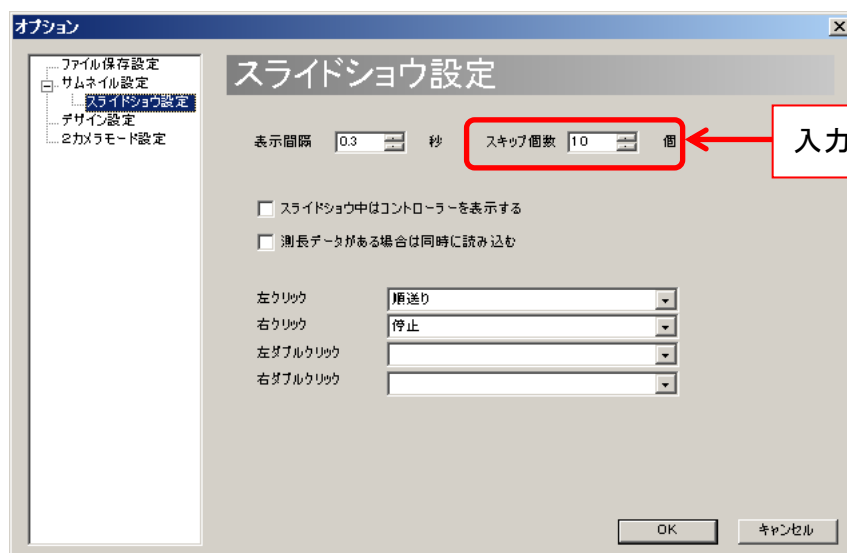 オプション
ファイル保存設定
サムネイル設定
スライドショウ設定
デザイン設定
2カメラモード設定
スライドショウ設定
表示間隔 0.3 秒 スキップ個数 10 個
入力
スライドショウ中はコントローラーを表示する
測長データがある場合は同時に読み込む
左クリック 順送り
右クリック 停止
左ダブルクリック
右ダブルクリック
OK キャンセル